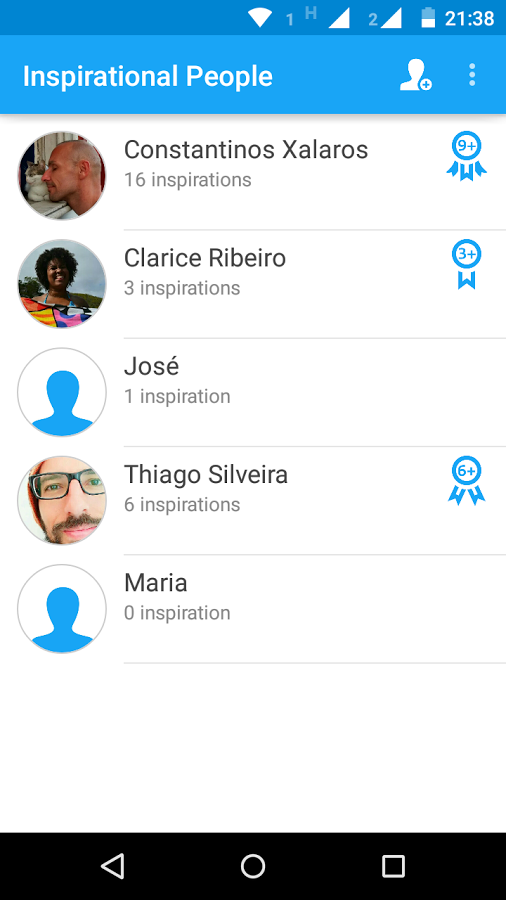 1 H 2 21:38
Inspirational People
Constantinos Xalaros
9+
16 inspirations
Clarice Ribeiro
3+
3 inspirations
José
1 inspiration
Thiago Silveira
6+
6 inspirations
Maria
0 inspiration